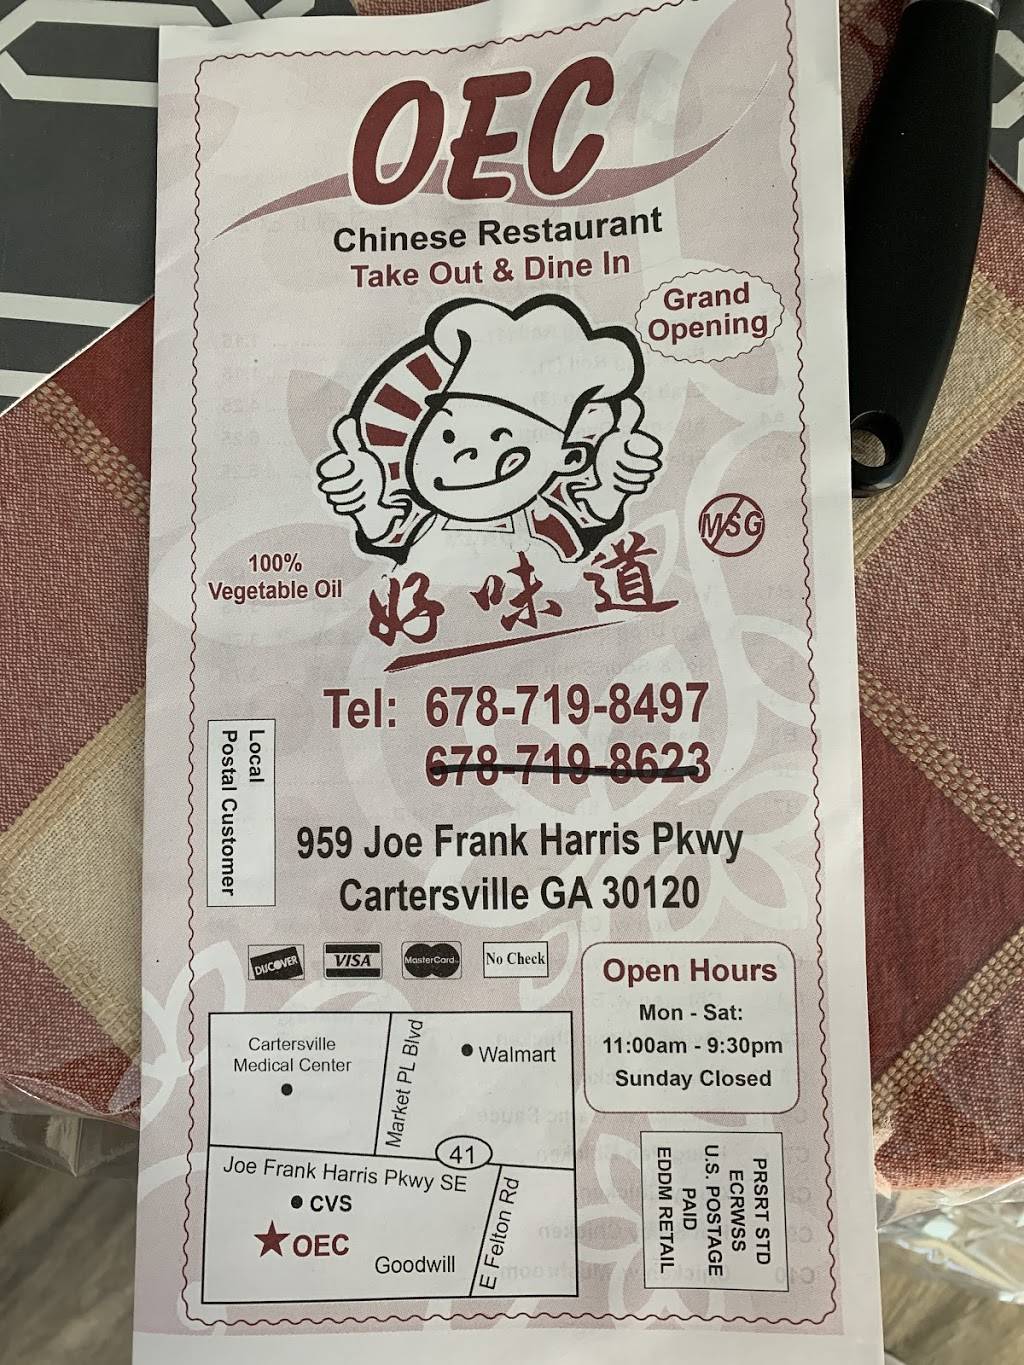 OEC
Chinese Restaurant
Take Out & Dine In
Grand
Opening
MSG
100%
Vegetable Oil
好味道
Tel: 678-719-8497
678-719-8623
Local
Postal Customer
959 Joe Frank Harris Pkwy
Cartersville GA 30120
DISCOVER
VISA
MasterCard
No Check
Open Hours
Mon - Sat:
11:00am - 9:30pm
Sunday Closed
Cartersville
Medical Center
Market PL Blvd
Walmart
41
Joe Frank Harris Pkwy SE
CVS
OEC
Goodwill
E Felton Rd
PRSRT STD
ECRWSS
U.S. POSTAGE
PAID
EDDM RETAIL